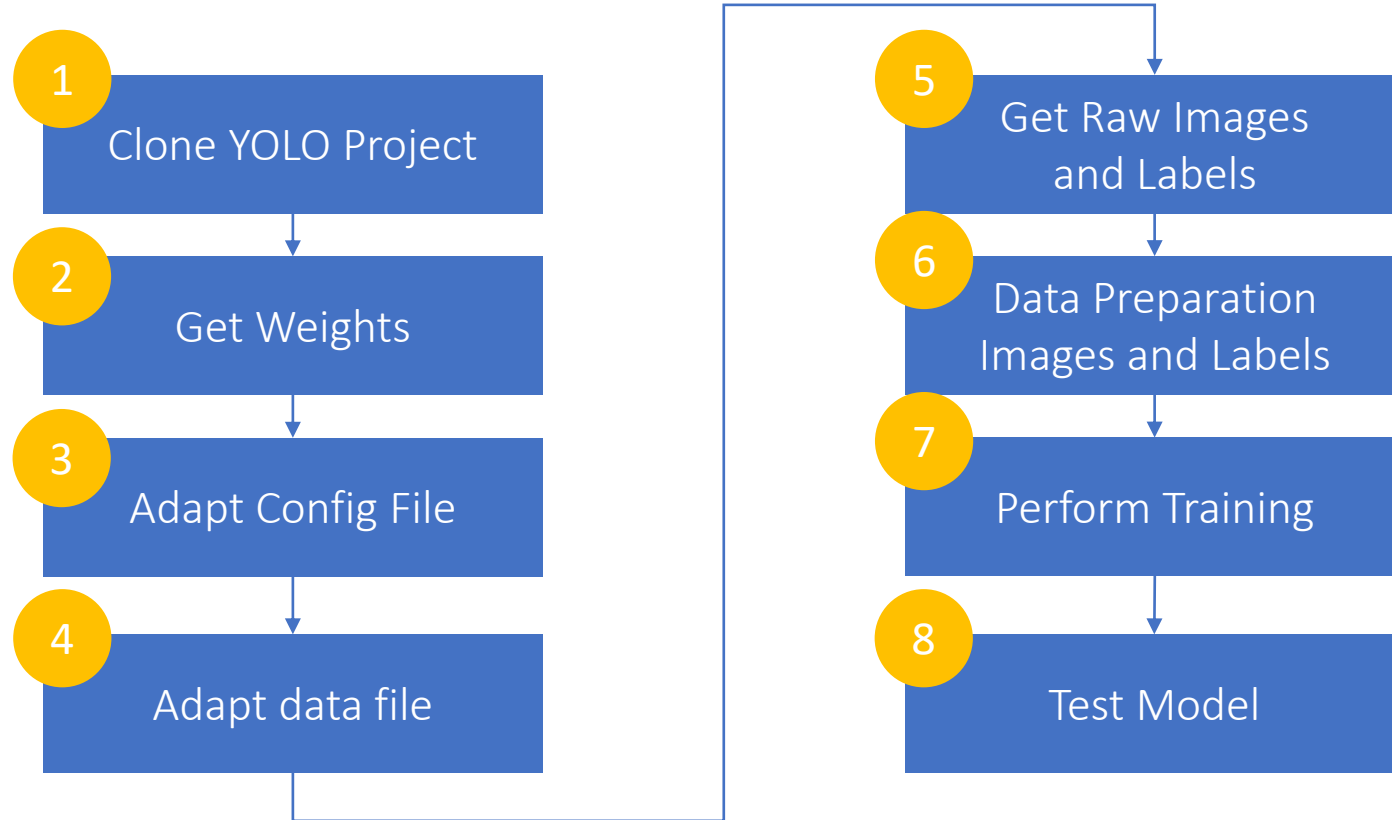 1
Clone YOLO Project
2
Get Weights
3
Adapt Config File
4
Adapt data file
5
Get Raw Images
and Labels
6
Data Preparation
Images and Labels
7
Perform Training
8
Test Model